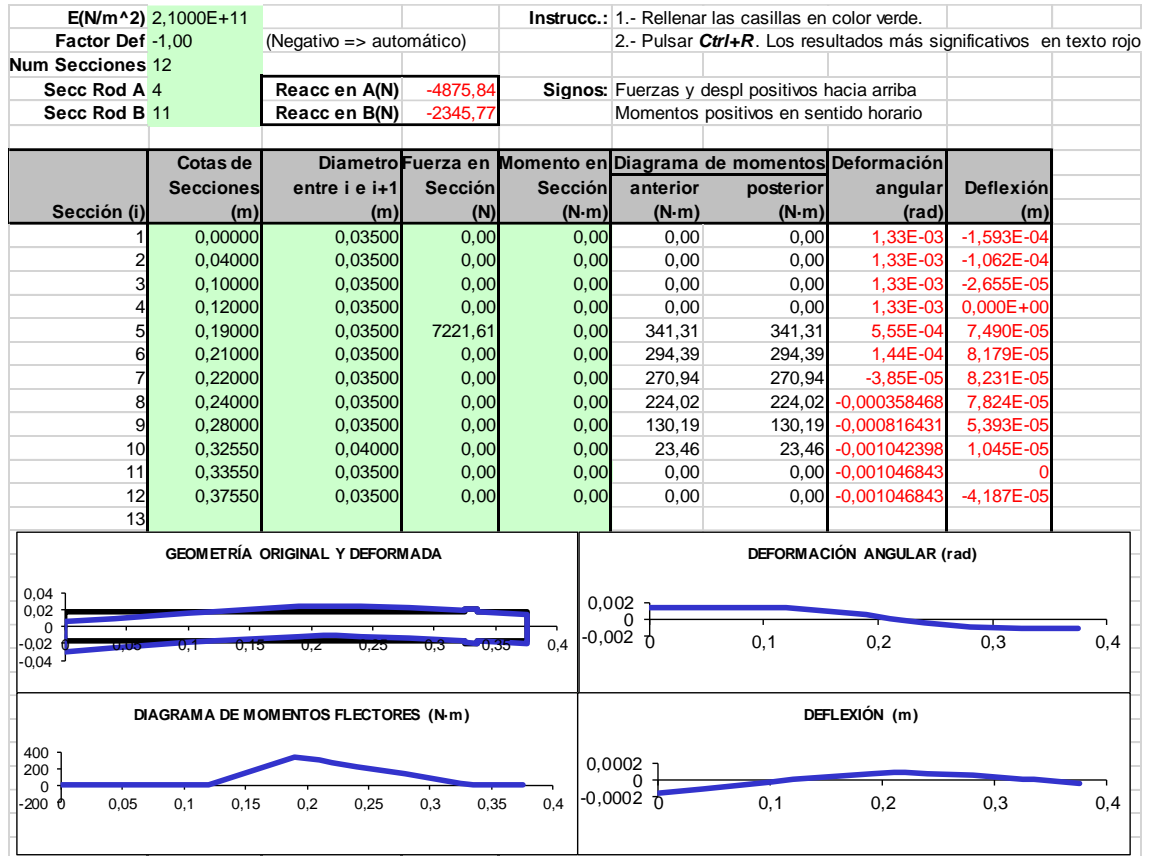 E(N/m^2) 2,1000E+11 Instrucc.: 1.- Rellenar las casillas en color verde.
Factor Def -1,00 (Negativo => automático) 2.- Pulsar Ctrl+R. Los resultados más significativos en texto rojo
Num Secciones 12
Secc Rod A 4 Reacc en A(N) -4875,84 Signos: Fuerzas y despl positivos hacia arriba
Secc Rod B 11 Reacc en B(N) -2345,77 Momentos positivos en sentido horario
Cotas de Diametro Fuerza en Momento en Diagrama de momentos Deformación
Secciones entre i e i+1 Sección Sección anterior posterior angular Deflexión
Sección (i) (m) (m) (N) (N·m) (N·m) (N·m) (rad) (m)
1 0,00000 0,03500 0,00 0,00 0,00 0,00 1,33E-03 -1,593E-04
2 0,04000 0,03500 0,00 0,00 0,00 0,00 1,33E-03 -1,062E-04
3 0,10000 0,03500 0,00 0,00 0,00 0,00 1,33E-03 -2,655E-05
4 0,12000 0,03500 0,00 0,00 0,00 0,00 1,33E-03 0,000E+00
5 0,19000 0,03500 7221,61 0,00 341,31 341,31 5,55E-04 7,490E-05
6 0,21000 0,03500 0,00 0,00 294,39 294,39 1,44E-04 8,179E-05
7 0,22000 0,03500 0,00 0,00 270,94 270,94 -3,85E-05 8,231E-05
8 0,24000 0,03500 0,00 0,00 224,02 224,02 -0,000358468 7,824E-05
9 0,28000 0,03500 0,00 0,00 130,19 130,19 -0,000816431 5,393E-05
10 0,32550 0,04000 0,00 0,00 23,46 23,46 -0,001042398 1,045E-05
11 0,33550 0,03500 0,00 0,00 0,00 0,00 -0,001046843 0
12 0,37550 0,03500 0,00 0,00 0,00 0,00 -0,001046843 -4,187E-05
13
GEOMETRÍA ORIGINAL Y DEFORMADA
0,04
0,02
0
-0,02
-0,04
0 0,05 0,1 0,15 0,2 0,25 0,3 0,35 0,4
DEFORMACIÓN ANGULAR (rad)
0,002
0
-0,002
0 0,1 0,2 0,3 0,4
DIAGRAMA DE MOMENTOS FLECTORES (N·m)
400
200
0
-200
0 0,05 0,1 0,15 0,2 0,25 0,3 0,35 0,4
DEFLEXIÓN (m)
0,0002
0
-0,0002
0 0,1 0,2 0,3 0,4